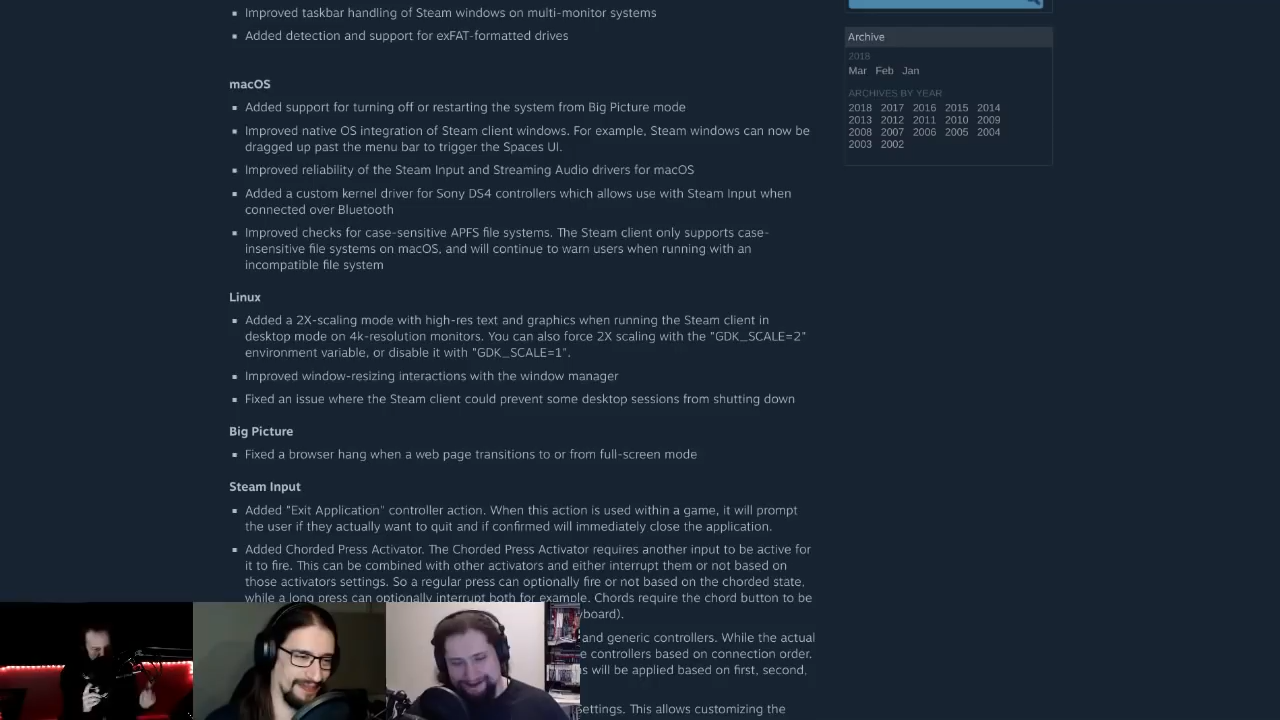 Improved taskbar handling of Steam windows on multi-monitor systems
Added detection and support for exFAT-formatted drives
macOS
Added support for turning off or restarting the system from Big Picture mode
Improved native OS integration of Steam client windows. For example, Steam windows can now be
dragged up past the menu bar to trigger the Spaces UI.
Improved reliability of the Steam Input and Streaming Audio drivers for macOS
Added a custom kernel driver for Sony DS4 controllers which allows use with Steam Input when
connected over Bluetooth
Improved checks for case-sensitive APFS file systems. The Steam client only supports case-
insensitive file systems on macOS, and will continue to warn users when running with an
incompatible file system
Linux
Added a 2X-scaling mode with high-res text and graphics when running the Steam client in
desktop mode on 4k-resolution monitors. You can also force 2X scaling with the "GDK_SCALE=2"
environment variable, or disable it with "GDK_SCALE=1".
Improved window-resizing interactions with the window manager
Fixed an issue where the Steam client could prevent some desktop sessions from shutting down
Big Picture
Fixed a browser hang when a web page transitions to or from full-screen mode
Steam Input
Added "Exit Application" controller action. When this action is used within a game, it will prompt
the user if they actually want to quit and if confirmed will immediately close the application.
Added Chorded Press Activator. The Chorded Press Activator requires another input to be active for
it to fire. This can be combined with other activators and either interrupt them or not based on
those activators settings. So a regular press can optionally fire or not based on the chorded state,
while a long press can optionally interrupt both for example. Chords require the chord button to be
yboard).
and generic controllers. While the actual
e controllers based on connection order.
s will be applied based on first, second,
settings. This allows customizing the
Archive
2018
Mar Feb Jan
ARCHIVES BY YEAR
2018 2017 2016 2015 2014
2013 2012 2011 2010 2009
2008 2007 2006 2005 2004
2003 2002